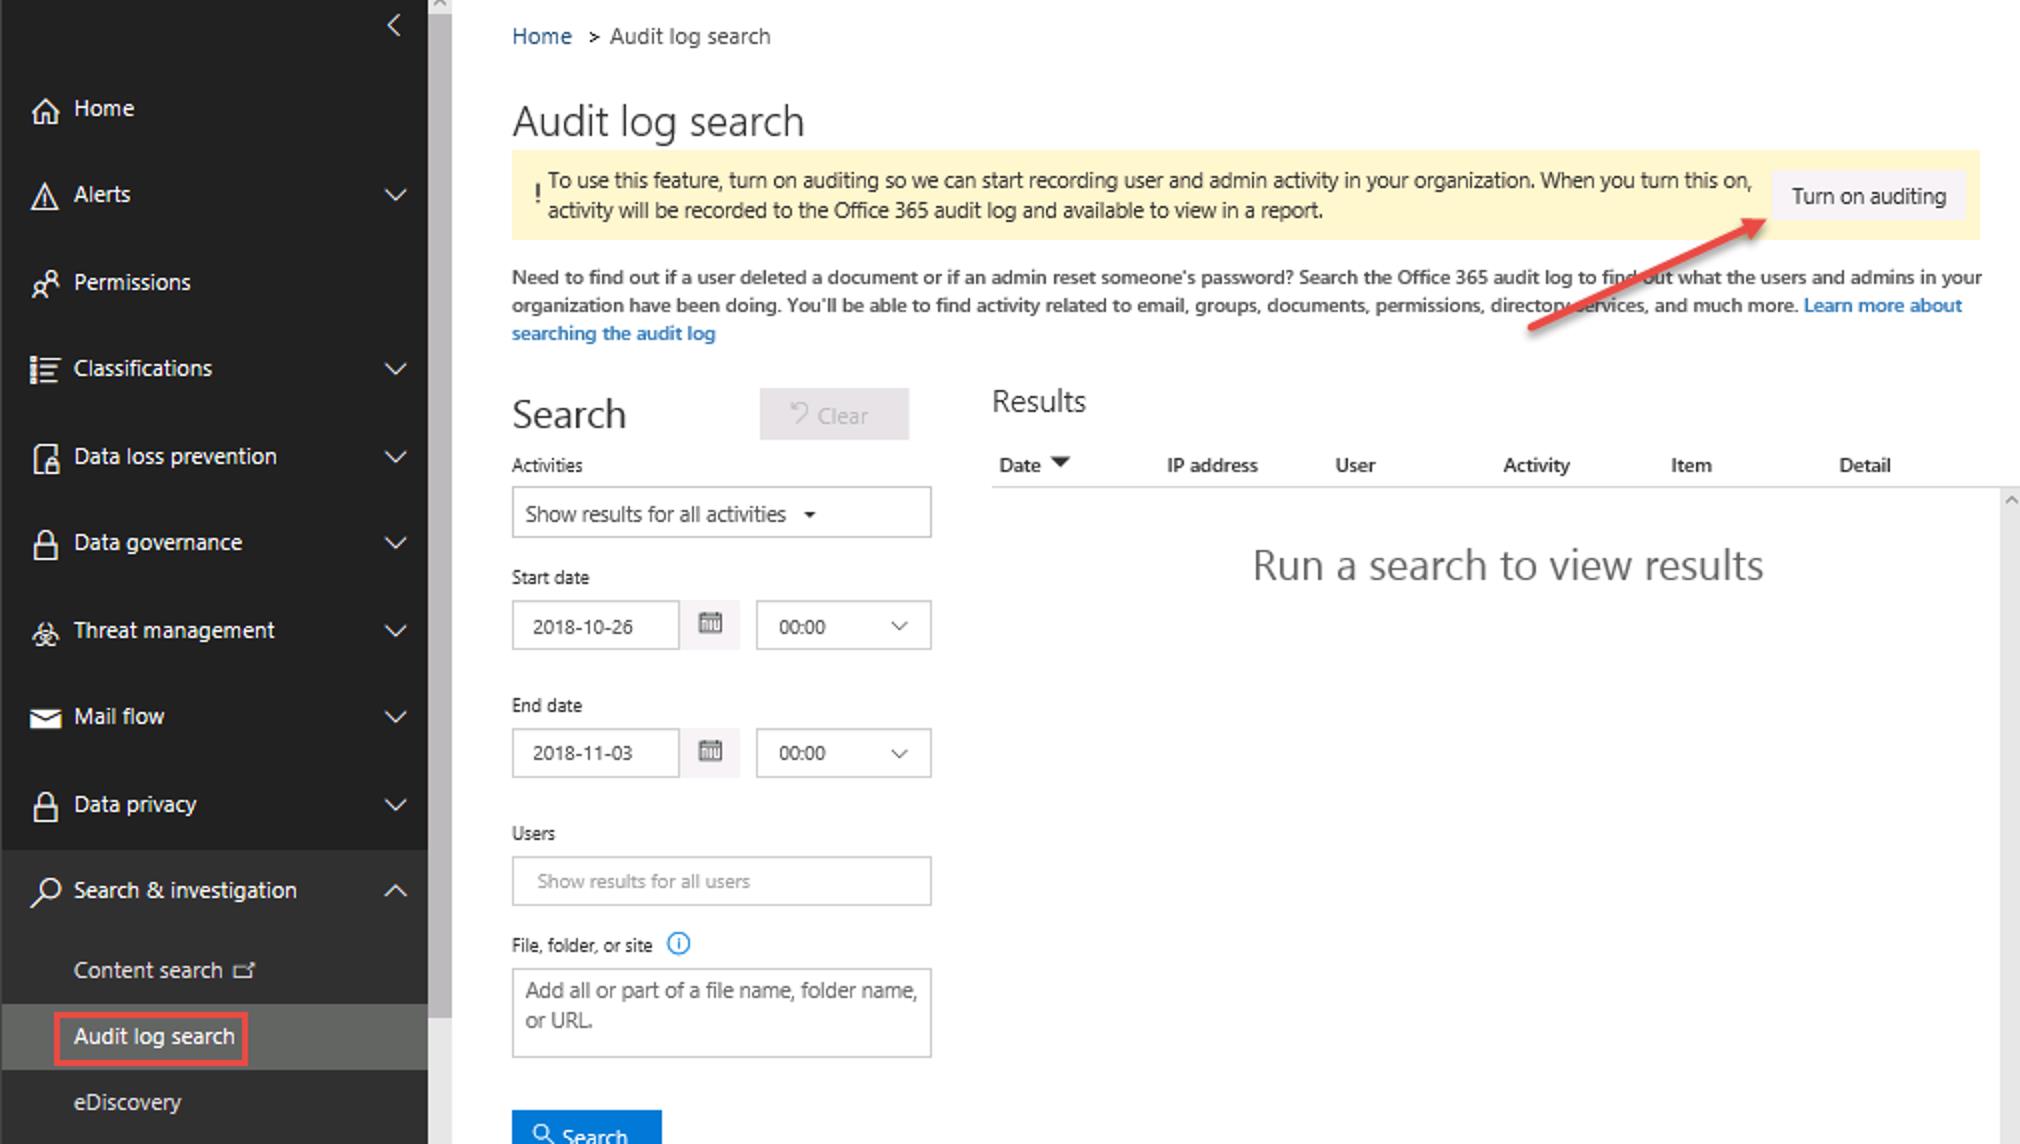 Home
Alerts
Permissions
Classifications
Data loss prevention
Data governance
Threat management
Mail flow
Data privacy
Search & investigation
Content search
Audit log search
eDiscovery
Home > Audit log search
Audit log search
! To use this feature, turn on auditing so we can start recording user and admin activity in your organization. When you turn this on,
activity will be recorded to the Office 365 audit log and available to view in a report.
Turn on auditing
Need to find out if a user deleted a document or if an admin reset someone's password? Search the Office 365 audit log to find out what the users and admins in your
organization have been doing. You'll be able to find activity related to email, groups, documents, permissions, directory services, and much more. Learn more about
searching the audit log
Search
Clear
Activities
Show results for all activities
Start date
2018-10-26
00:00
End date
2018-11-03
00:00
Users
Show results for all users
File, folder, or site
Add all or part of a file name, folder name,
or URL.
Search
Results
Date IP address User Activity Item Detail
Run a search to view results